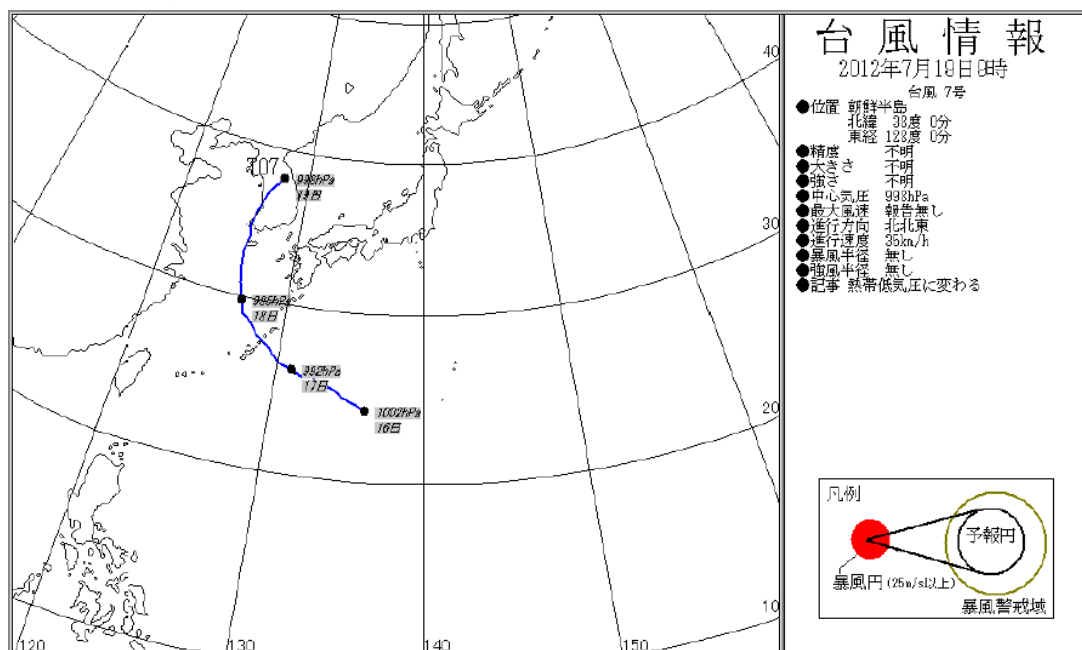 台風情報
2012年7月19日9時
台風 7号
●位置 朝鮮半島
北緯 38度 0分
東経 128度 0分
●精度 不明
●大きさ 不明
●強さ 不明
●中心気圧 998hPa
●最大風速 報告無し
●進行方向 北北東
●進行速度 35km/h
●暴風半径 無し
●強風半径 無し
●記事 熱帯低気圧に変わる
T07
998hPa
19日
985hPa
18日
992hPa
17日
1002hPa
16日
40
30
20
10
120
130
140
150
凡例
予報円
暴風円(25m/s以上)
暴風警戒域